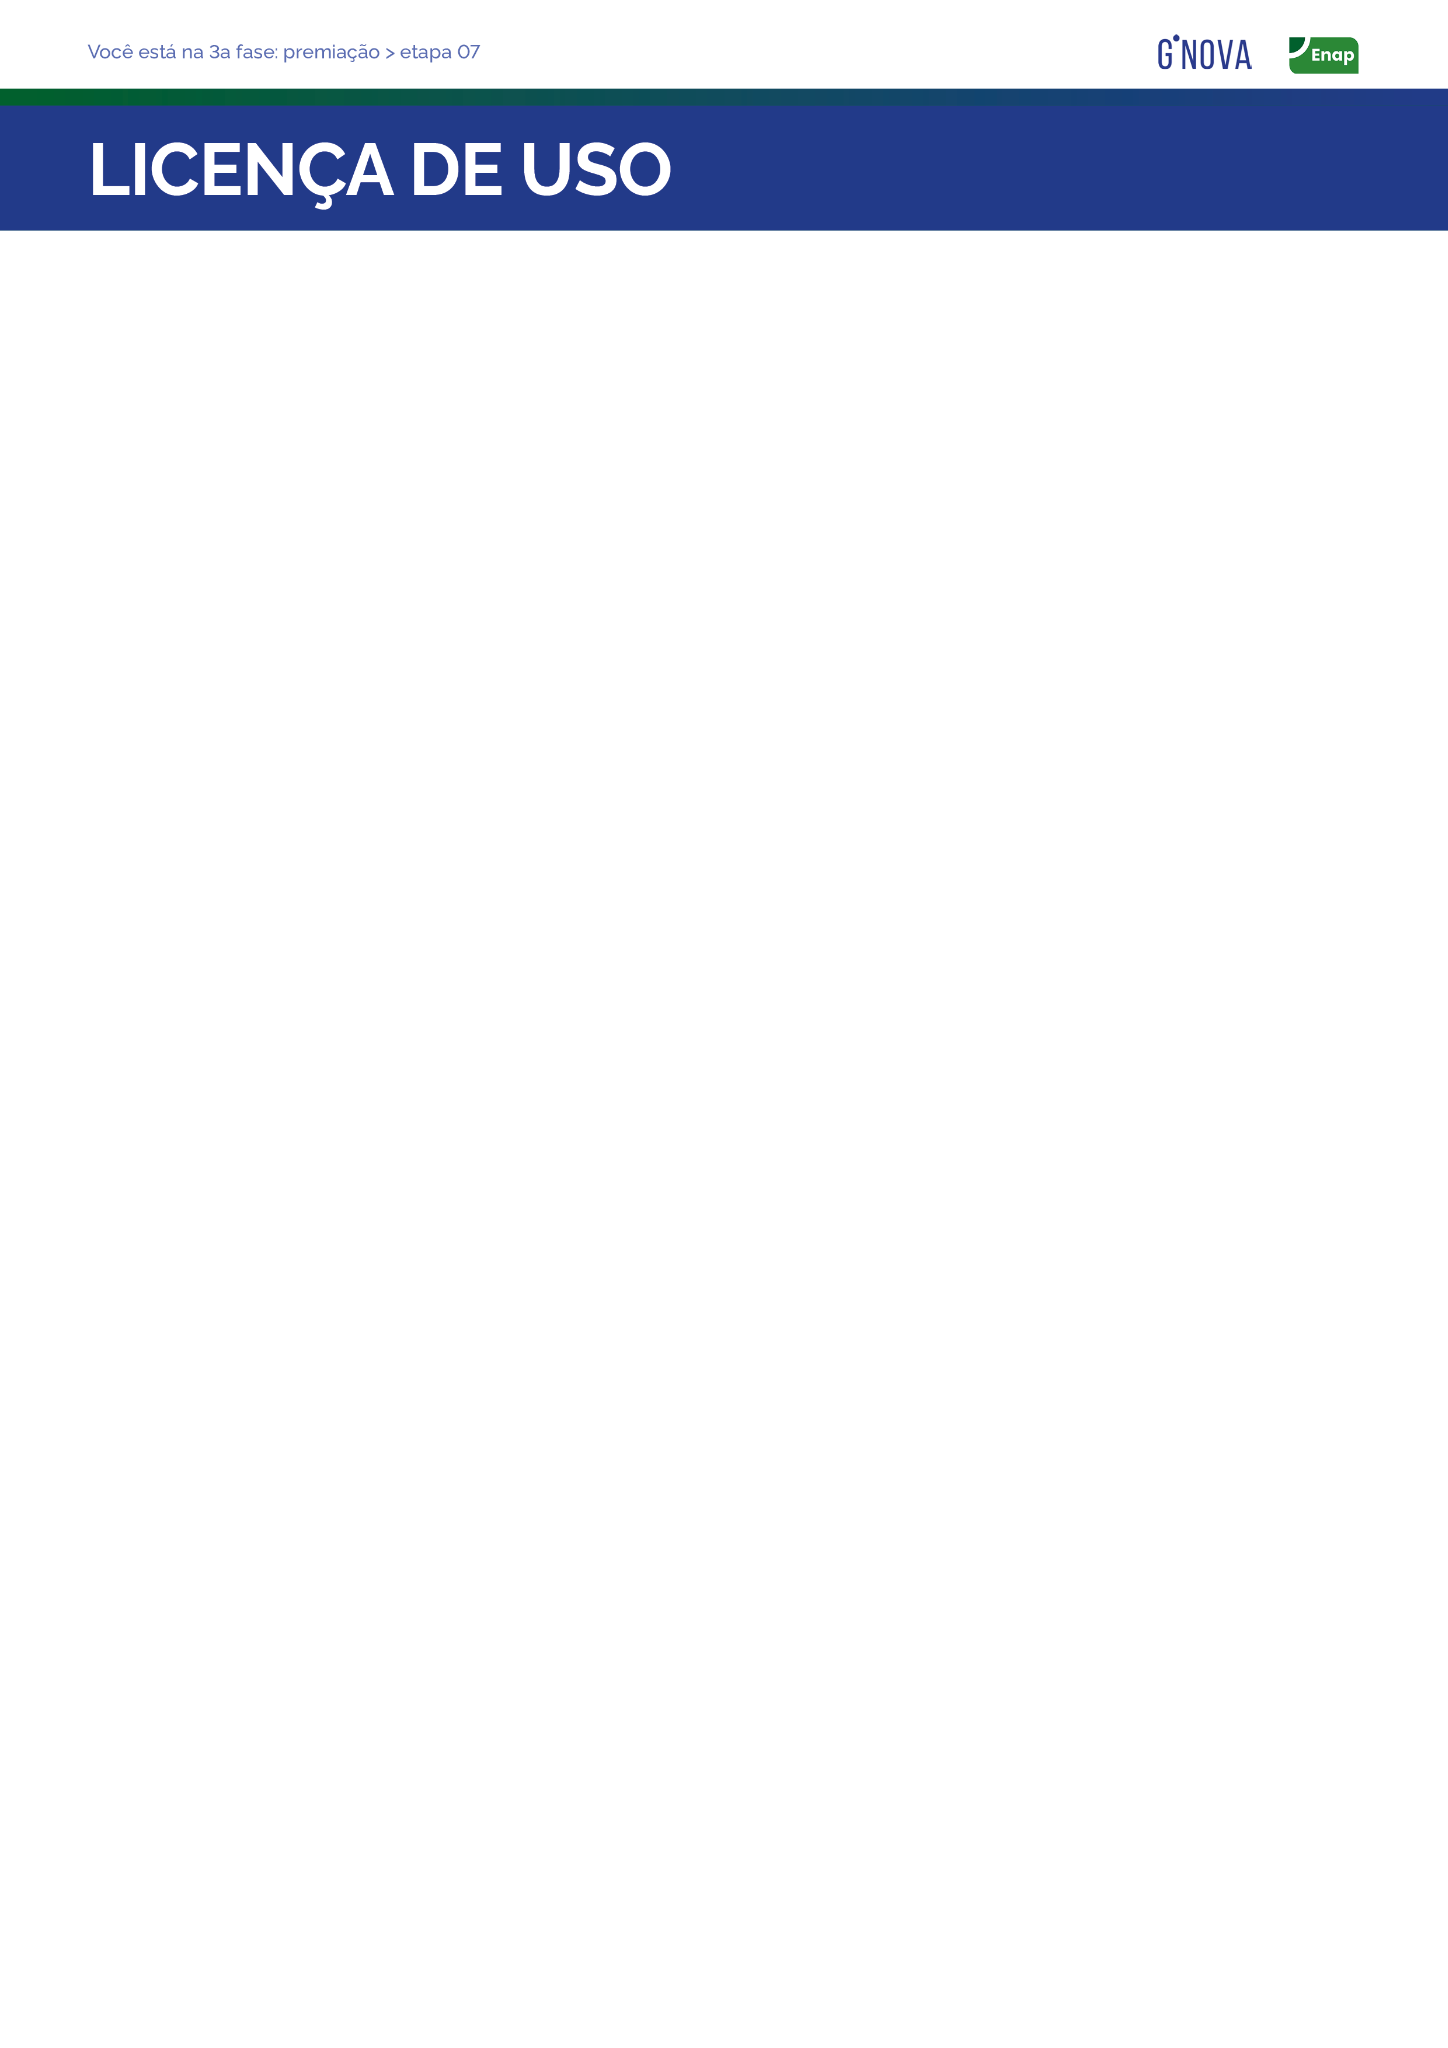 Você está na 3a fase: premiação > etapa 07
G'NOVA
Enap
LICENÇA DE USO